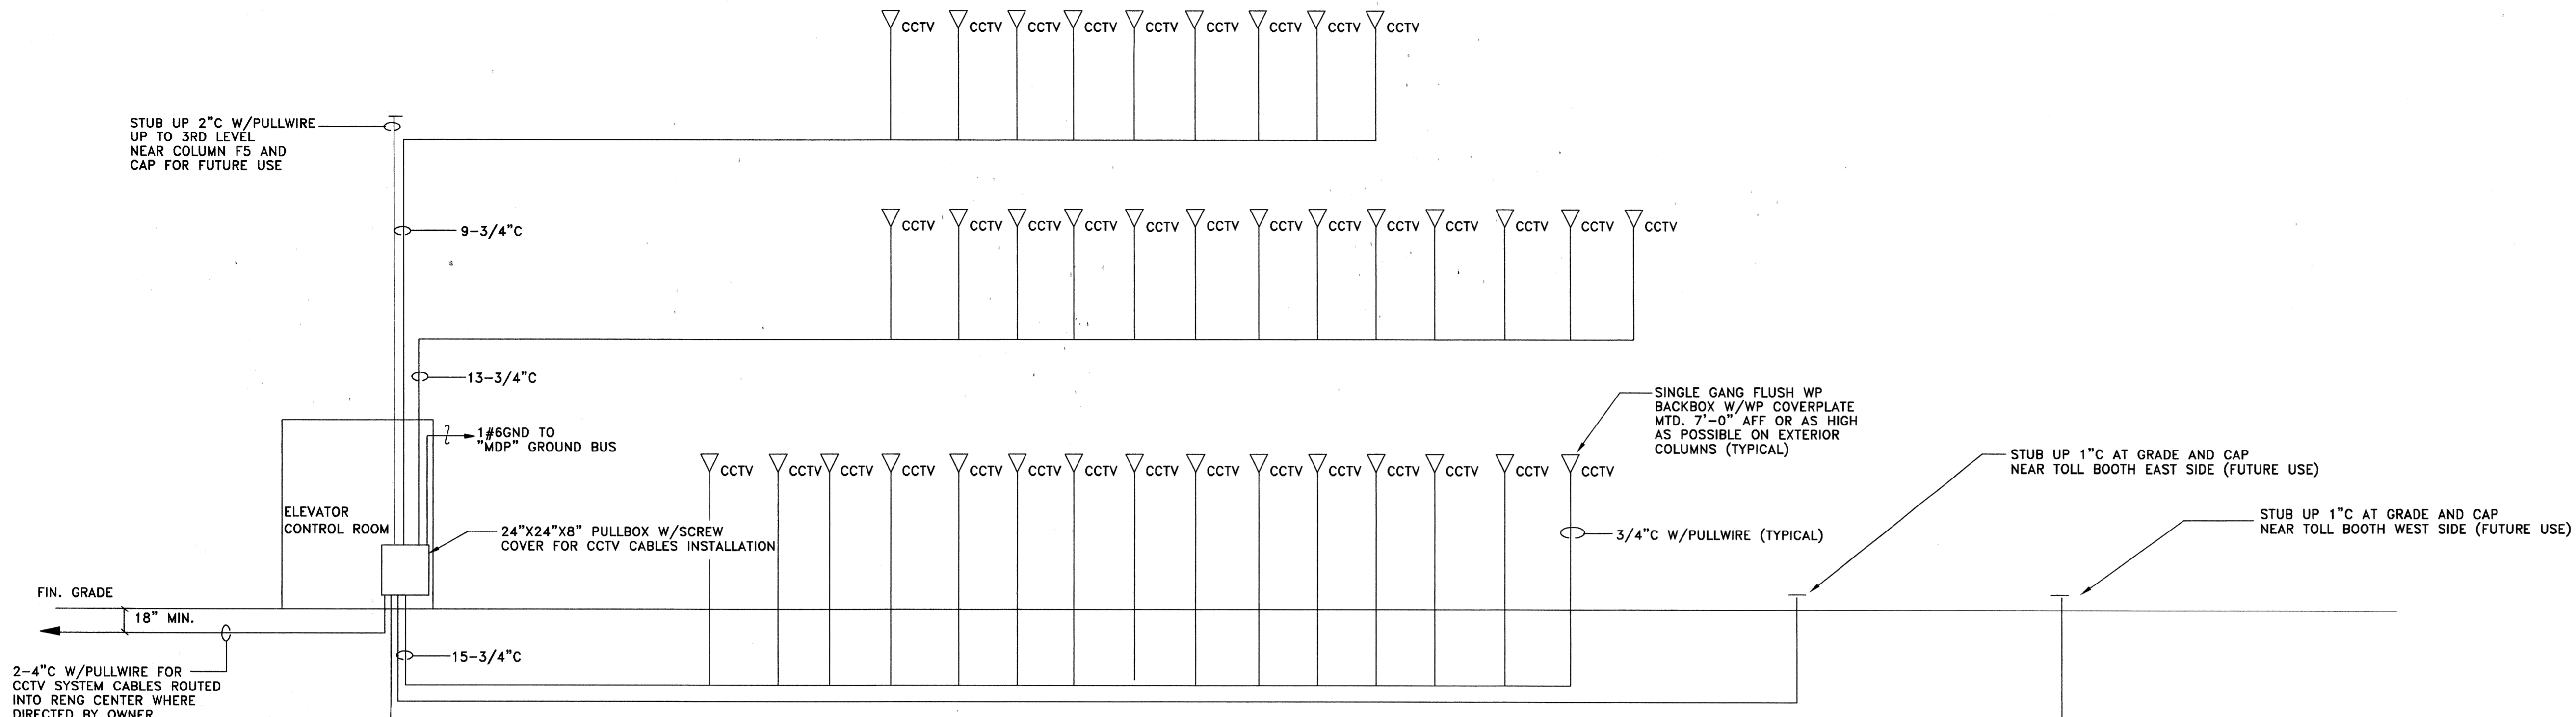 CCTV CCTV CCTV CCTV CCTV CCTV CCTV CCTV CCTV
STUB UP 2"C W/PULLWIRE
UP TO 3RD LEVEL
NEAR COLUMN F5 AND
CAP FOR FUTURE USE
9-3/4"C
CCTV CCTV CCTV CCTV CCTV CCTV CCTV CCTV CCTV CCTV CCTV CCTV CCTV
13-3/4"C
1#6GND TO
"MDP" GROUND BUS
SINGLE GANG FLUSH WP
BACKBOX W/WP COVERPLATE
MTD. 7'-0" AFF OR AS HIGH
AS POSSIBLE ON EXTERIOR
COLUMNS (TYPICAL)
CCTV CCTV CCTV CCTV CCTV CCTV CCTV CCTV CCTV CCTV CCTV CCTV CCTV CCTV CCTV
STUB UP 1"C AT GRADE AND CAP
NEAR TOLL BOOTH EAST SIDE (FUTURE USE)
ELEVATOR
CONTROL ROOM
24"X24"X8" PULLBOX W/SCREW
COVER FOR CCTV CABLES INSTALLATION
3/4"C W/PULLWIRE (TYPICAL)
STUB UP 1"C AT GRADE AND CAP
NEAR TOLL BOOTH WEST SIDE (FUTURE USE)
FIN. GRADE
18" MIN.
15-3/4"C
2-4"C W/PULLWIRE FOR
CCTV SYSTEM CABLES ROUTED
INTO RENG CENTER WHERE
DIRECTED BY OWNER